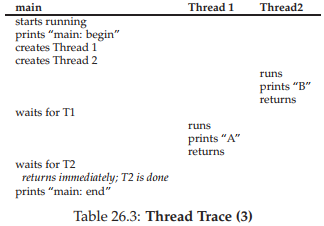 main Thread 1 Thread2
starts running
prints “main: begin”
creates Thread 1
creates Thread 2
runs
prints “B”
returns
waits for T1
runs
prints “A”
returns
waits for T2
returns immediately; T2 is done
prints “main: end”
Table 26.3: Thread Trace (3)